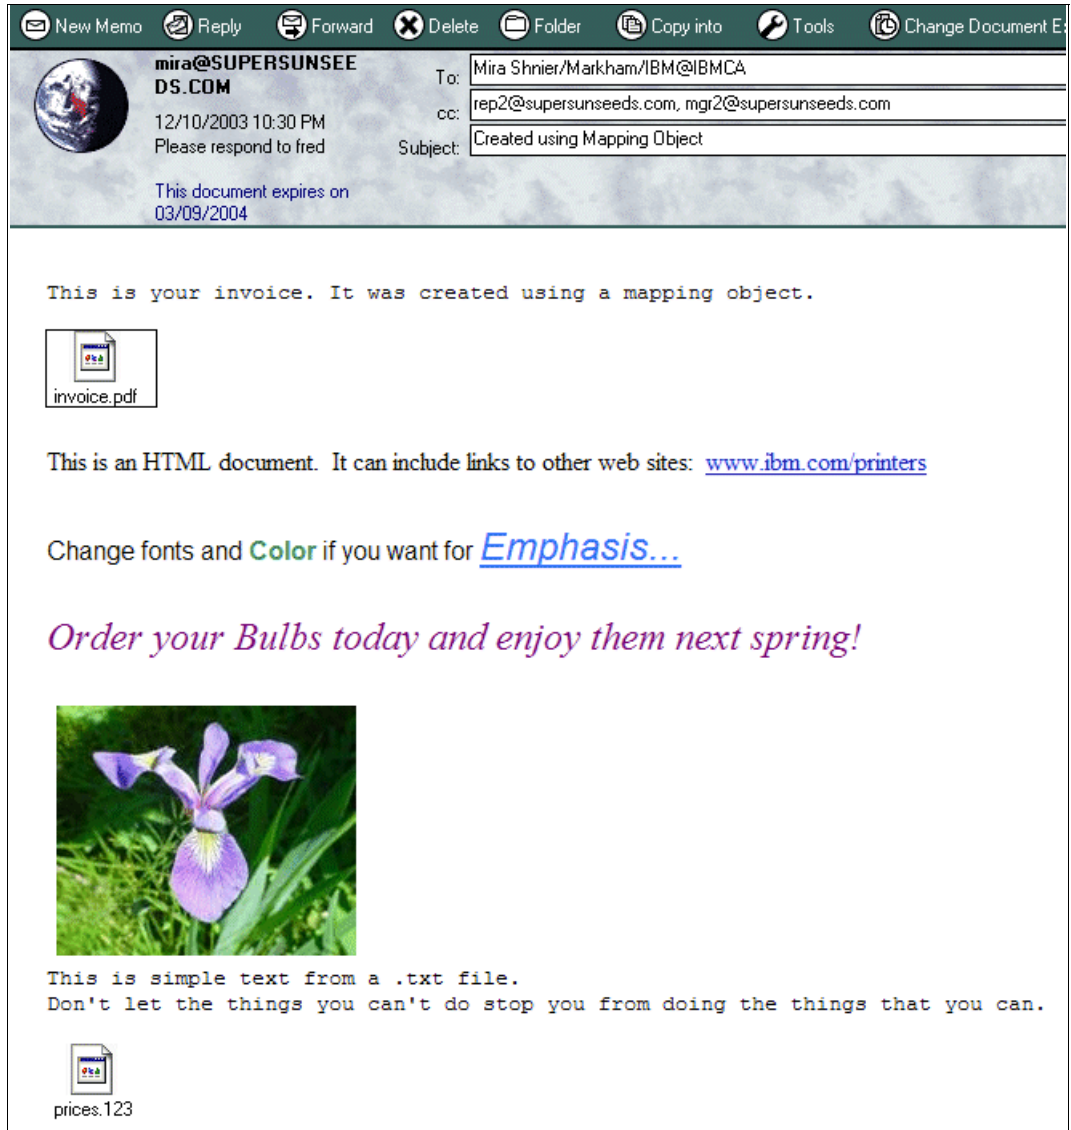 New Memo Reply Forward Delete Folder Copy into Tools Change Document E
mira@SUPERSUNSEE
DS.COM
12/10/2003 10:30 PM
Please respond to fred
This document expires on
03/09/2004
To: Mira Shnier/Markham/IBM@IBMCA
cc: rep2@supersunseeds.com, mgr2@supersunseeds.com
Subject: Created using Mapping Object
This is your invoice. It was created using a mapping object.
invoice.pdf
This is an HTML document. It can include links to other web sites: www.ibm.com/printers
Change fonts and Color if you want for Emphasis...
Order your Bulbs today and enjoy them next spring!
This is simple text from a .txt file.
Don't let the things you can't do stop you from doing the things that you can.
prices.123